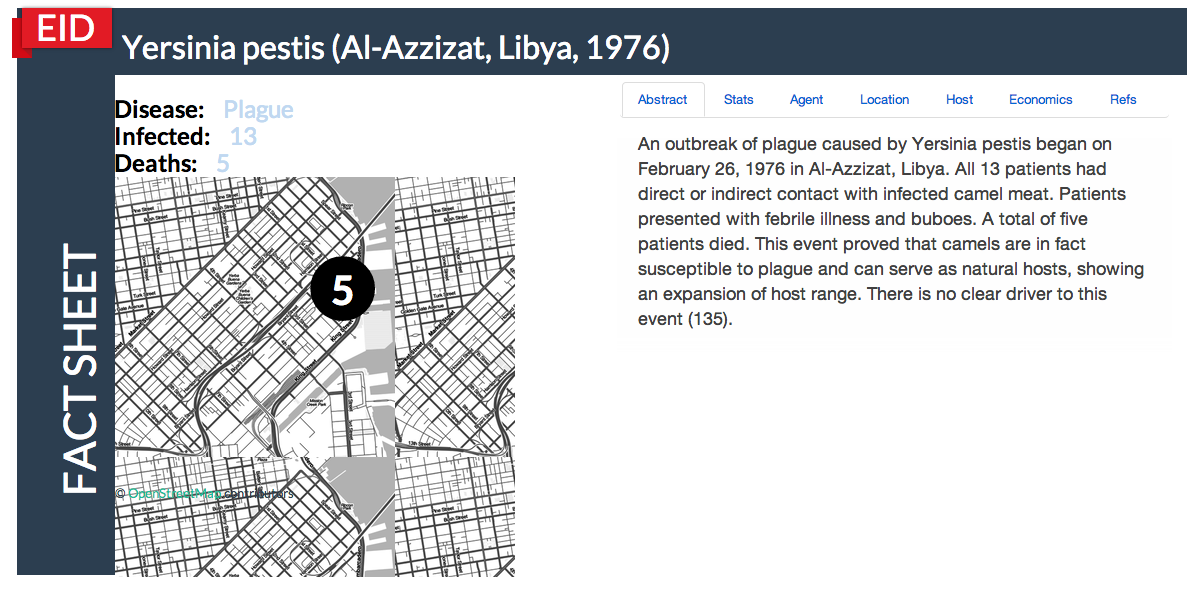 EID
Yersinia pestis (Al-Azzizat, Libya, 1976)
FACT SHEET
Disease: Plague
Infected: 13
Deaths: 5
5
© OpenStreetMap contributors
Abstract Stats Agent Location Host Economics Refs
An outbreak of plague caused by Yersinia pestis began on
February 26, 1976 in Al-Azzizat, Libya. All 13 patients had
direct or indirect contact with infected camel meat. Patients
presented with febrile illness and buboes. A total of five
patients died. This event proved that camels are in fact
susceptible to plague and can serve as natural hosts, showing
an expansion of host range. There is no clear driver to this
event (135).